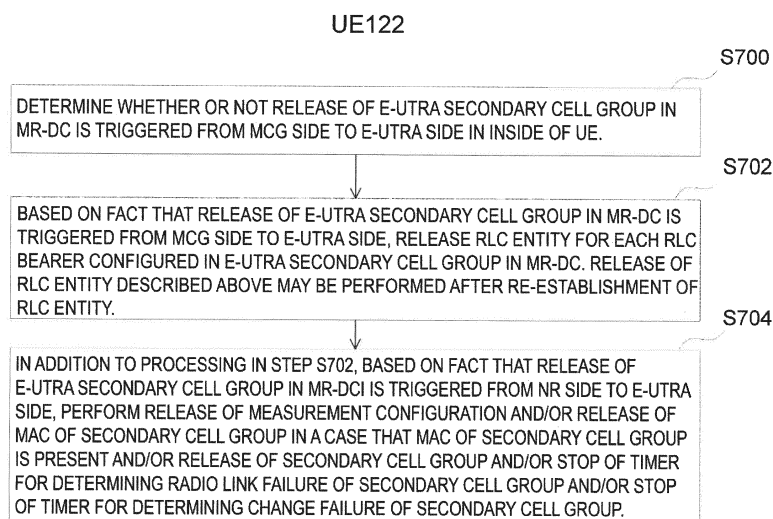 UE122
S700
DETERMINE WHETHER OR NOT RELEASE OF E-UTRA SECONDARY CELL GROUP IN
MR-DC IS TRIGGERED FROM MCG SIDE TO E-UTRA SIDE IN INSIDE OF UE.
S702
BASED ON FACT THAT RELEASE OF E-UTRA SECONDARY CELL GROUP IN MR-DC IS
TRIGGERED FROM MCG SIDE TO E-UTRA SIDE, RELEASE RLC ENTITY FOR EACH RLC
BEARER CONFIGURED IN E-UTRA SECONDARY CELL GROUP IN MR-DC. RELEASE OF
RLC ENTITY DESCRIBED ABOVE MAY BE PERFORMED AFTER RE-ESTABLISHMENT OF
RLC ENTITY.
S704
IN ADDITION TO PROCESSING IN STEP S702, BASED ON FACT THAT RELEASE OF
E-UTRA SECONDARY CELL GROUP IN MR-DCI IS TRIGGERED FROM NR SIDE TO E-UTRA
SIDE, PERFORM RELEASE OF MEASUREMENT CONFIGURATION AND/OR RELEASE OF
MAC OF SECONDARY CELL GROUP IN A CASE THAT MAC OF SECONDARY CELL GROUP
IS PRESENT AND/OR RELEASE OF SECONDARY CELL GROUP AND/OR STOP OF TIMER
FOR DETERMINING RADIO LINK FAILURE OF SECONDARY CELL GROUP AND/OR STOP
OF TIMER FOR DETERMINING CHANGE FAILURE OF SECONDARY CELL GROUP.